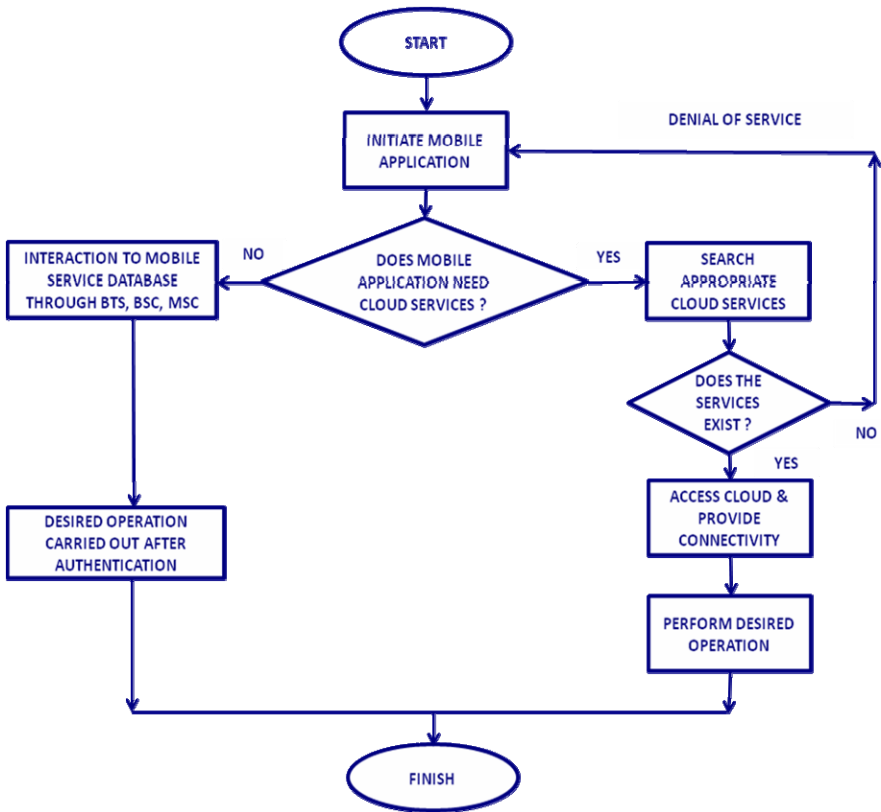 START
INITIATE MOBILE
APPLICATION
DENIAL OF SERVICE
DOES MOBILE
APPLICATION NEED
CLOUD SERVICES ?
NO
INTERACTION TO MOBILE
SERVICE DATABASE
THROUGH BTS, BSC, MSC
DESIRED OPERATION
CARRIED OUT AFTER
AUTHENTICATION
YES
SEARCH
APPROPRIATE
CLOUD SERVICES
DOES THE
SERVICES
EXIST ?
NO
YES
ACCESS CLOUD &
PROVIDE
CONNECTIVITY
PERFORM DESIRED
OPERATION
FINISH